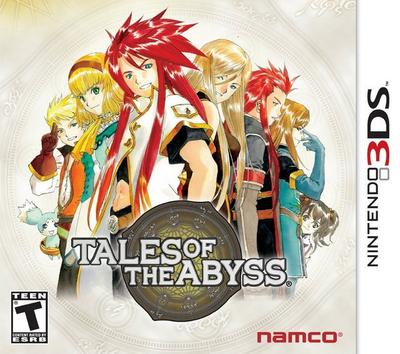 TALES OF
THE ABYSS®
NINTENDO 3DS
TEEN
T
CONTENT RATED BY
ESRB
namco®